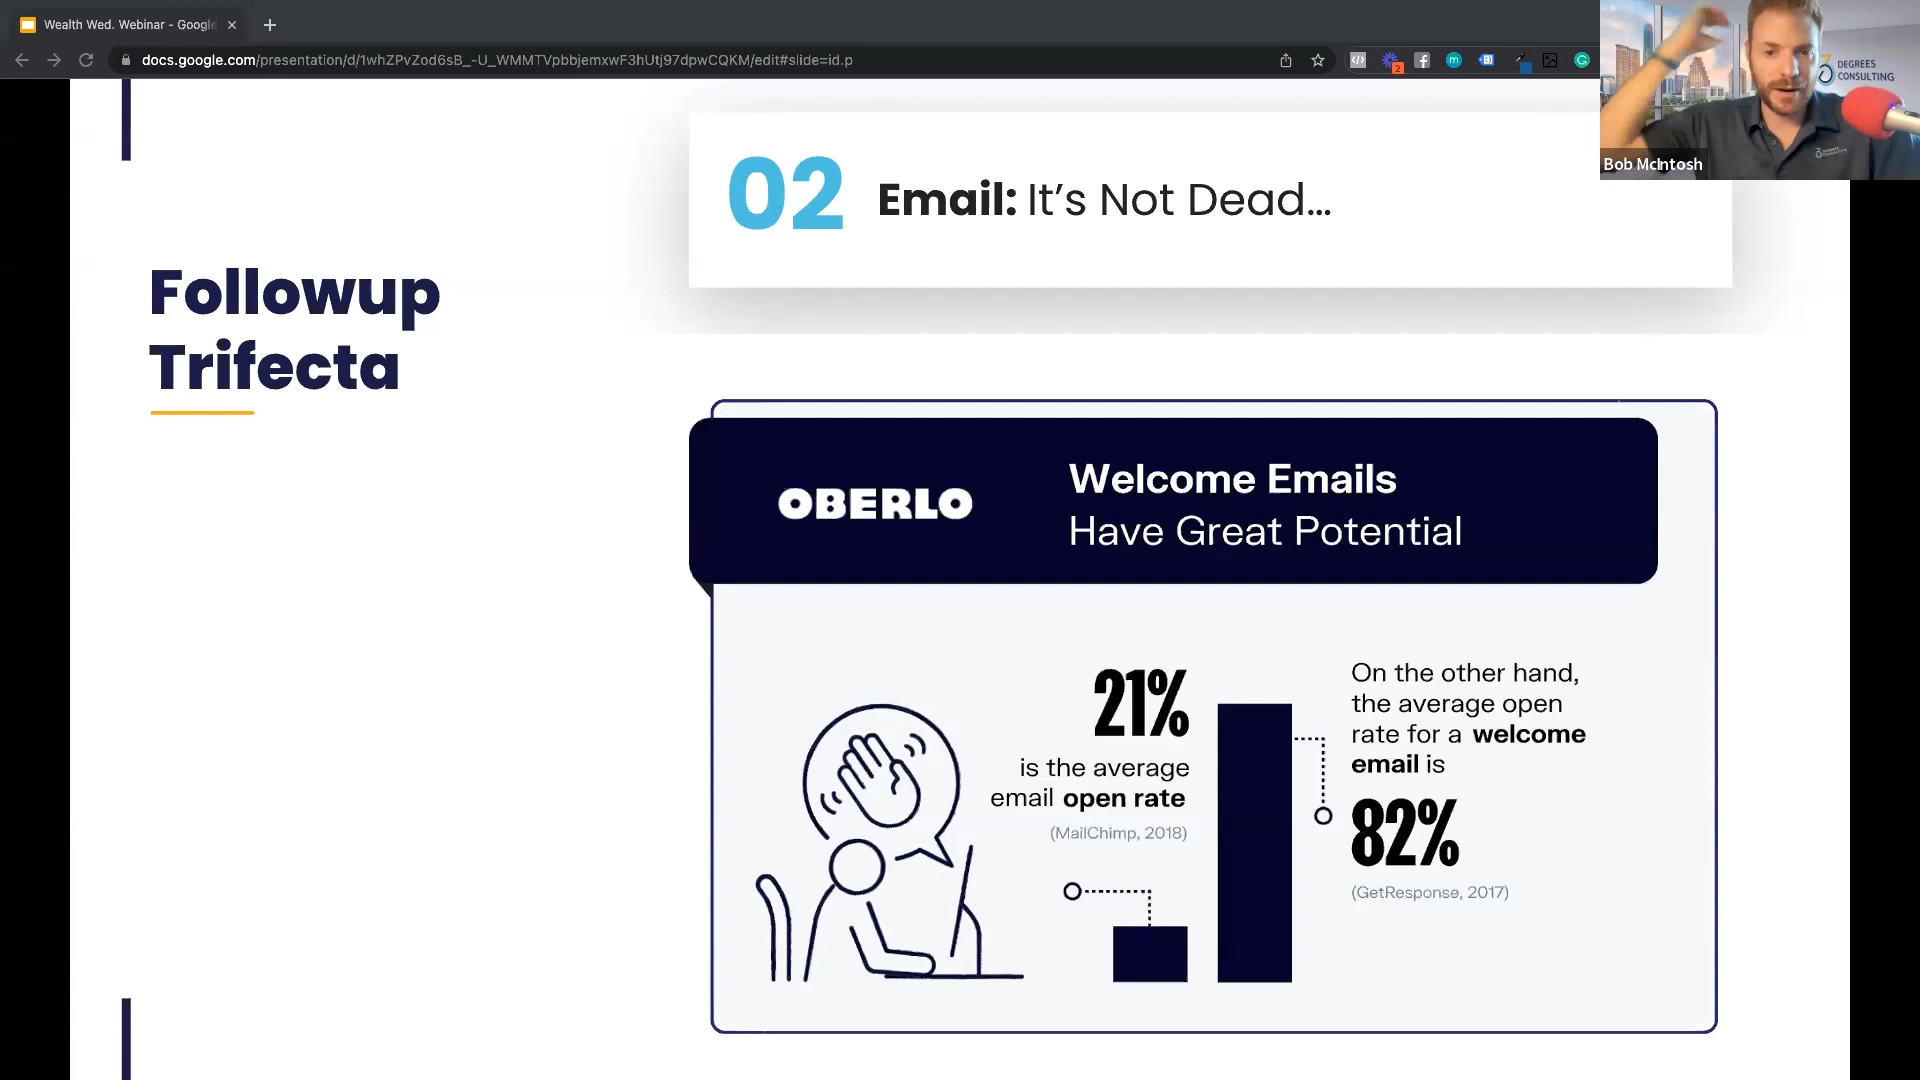 Wealth Wed. Webinar - Google
docs.google.com/presentation/d/1whZPvZod6sB_-U_WMMTVpbbjemxwF3hUtj97dpwCQKM/edit#slide=id.p
2
3 DEGREES
CONSULTING
Bob McIntosh
02 Email: It's Not Dead...
Followup
Trifecta
OBERLO
Welcome Emails
Have Great Potential
21%
is the average
email open rate
(MailChimp, 2018)
On the other hand,
the average open
rate for a welcome
email is
82%
(GetResponse, 2017)